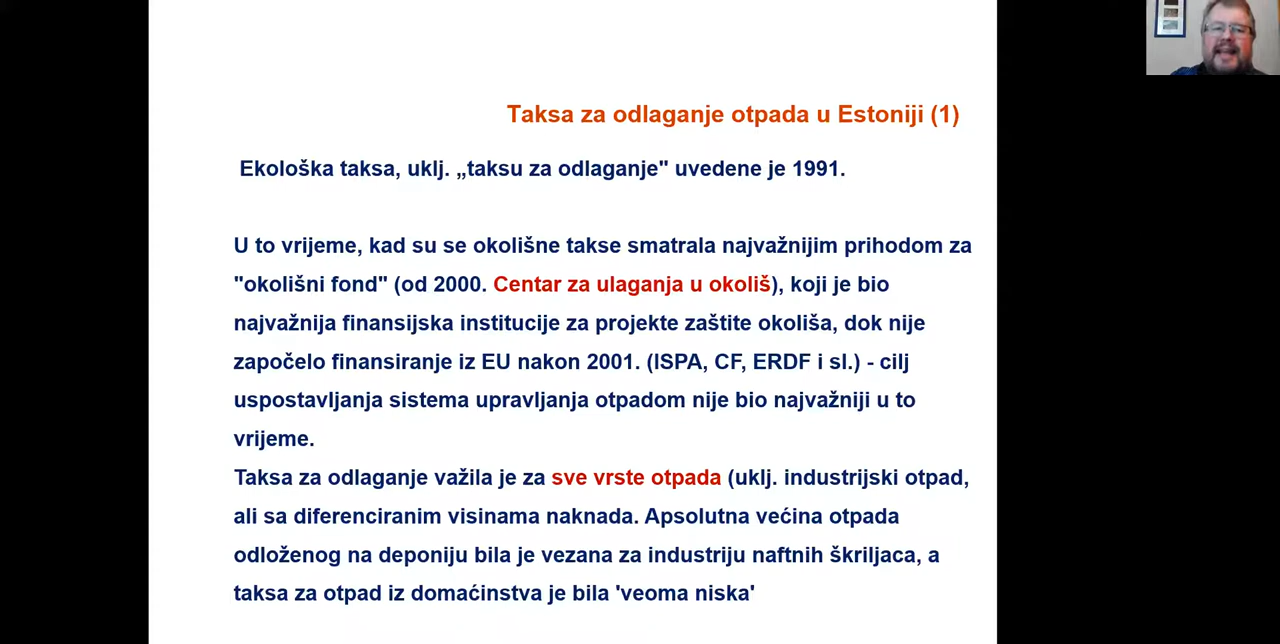 Taksa za odlaganje otpada u Estoniji (1)
Ekološka taksa, uklj. „taksu za odlaganje" uvedene je 1991.
U to vrijeme, kad su se okolišne takse smatrala najvažnijim prihodom za
"okolišni fond" (od 2000. Centar za ulaganja u okoliš), koji je bio
najvažnija finansijska institucije za projekte zaštite okoliša, dok nije
započelo finansiranje iz EU nakon 2001. (ISPA, CF, ERDF i sl.) - cilj
uspostavljanja sistema upravljanja otpadom nije bio najvažniji u to
vrijeme.
Taksa za odlaganje važila je za sve vrste otpada (uklj. industrijski otpad,
ali sa diferenciranim visinama naknada. Apsolutna većina otpada
odloženog na deponiju bila je vezana za industriju naftnih škriljaca, a
taksa za otpad iz domaćinstva je bila 'veoma niska'